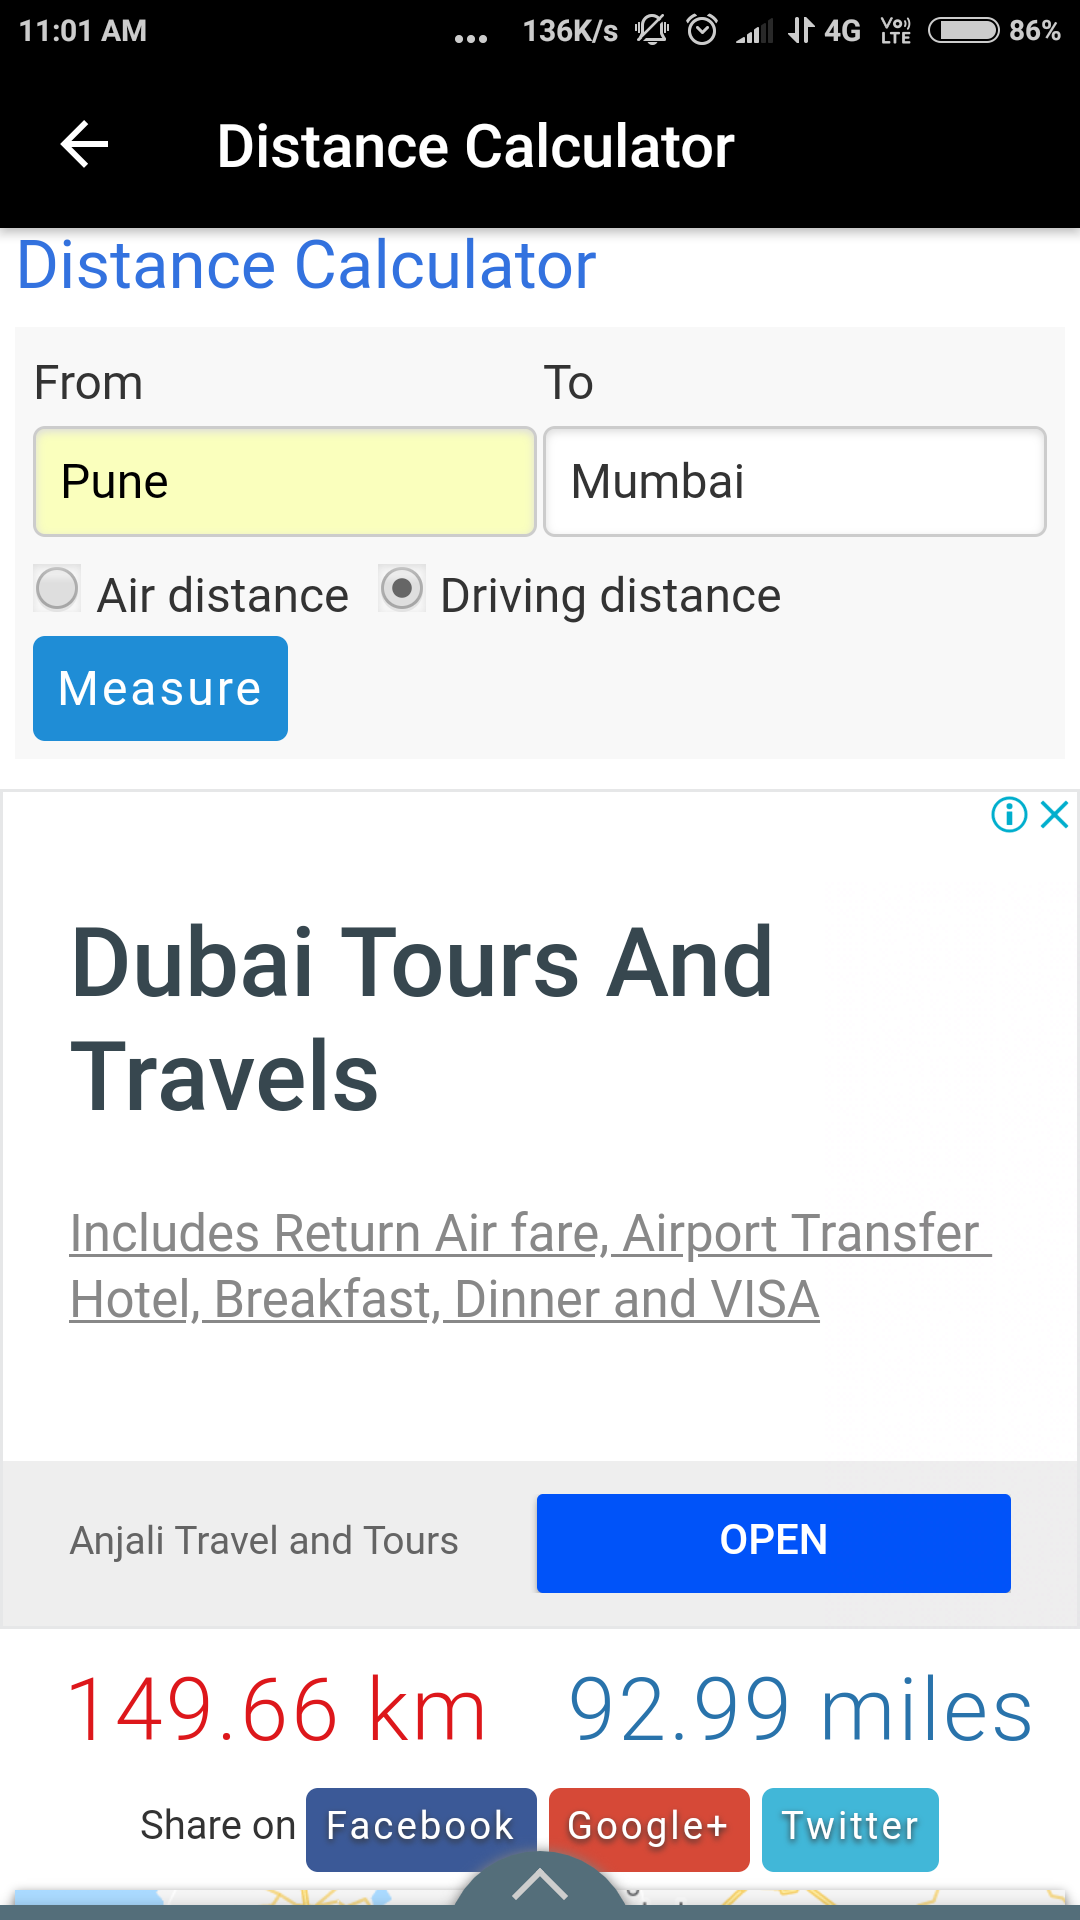 11:01 AM ... 136K/s 4G VoLTE 86%
Distance Calculator
Distance Calculator
From To
Pune Mumbai
Air distance Driving distance
Measure
Dubai Tours And
Travels
Includes Return Air fare, Airport Transfer
Hotel, Breakfast, Dinner and VISA
Anjali Travel and Tours OPEN
149.66 km 92.99 miles
Share on Facebook Google+ Twitter